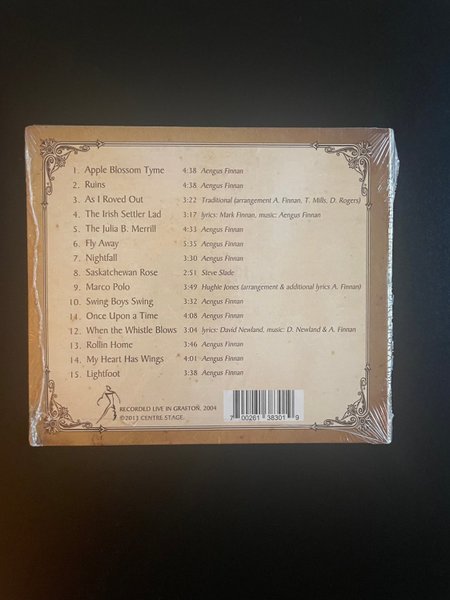 1. Apple Blossom Tyme 4:38 Aengus Finnan
2. Ruins 4:38 Aengus Finnan
3. As I Roved Out 3:22 Traditional (arrangement A. Finnan, T. Mills, D. Rogers)
4. The Irish Settler Lad 3:17 lyrics: Mark Finnan, music: Aengus Finnan
5. The Julia B. Merrill 4:33 Aengus Finnan
6. Fly Away 5:35 Aengus Finnan
7. Nightfall 3:30 Aengus Finnan
8. Saskatchewan Rose 2:51 Steve Slade
9. Marco Polo 3:49 Hughie Jones (arrangement & additional lyrics A. Finnan)
10. Swing Boys Swing 3:32 Aengus Finnan
11. Once Upon a Time 4:08 Aengus Finnan
12. When the Whistle Blows 3:04 lyrics: David Newland, music: D. Newland & A. Finnan
13. Rollin Home 3:46 Aengus Finnan
14. My Heart Has Wings 4:01 Aengus Finnan
15. Lightfoot 3:38 Aengus Finnan
RECORDED LIVE IN GRAFTON, 2004
©2013 CENTRE STAGE.
7 00261 38301 9